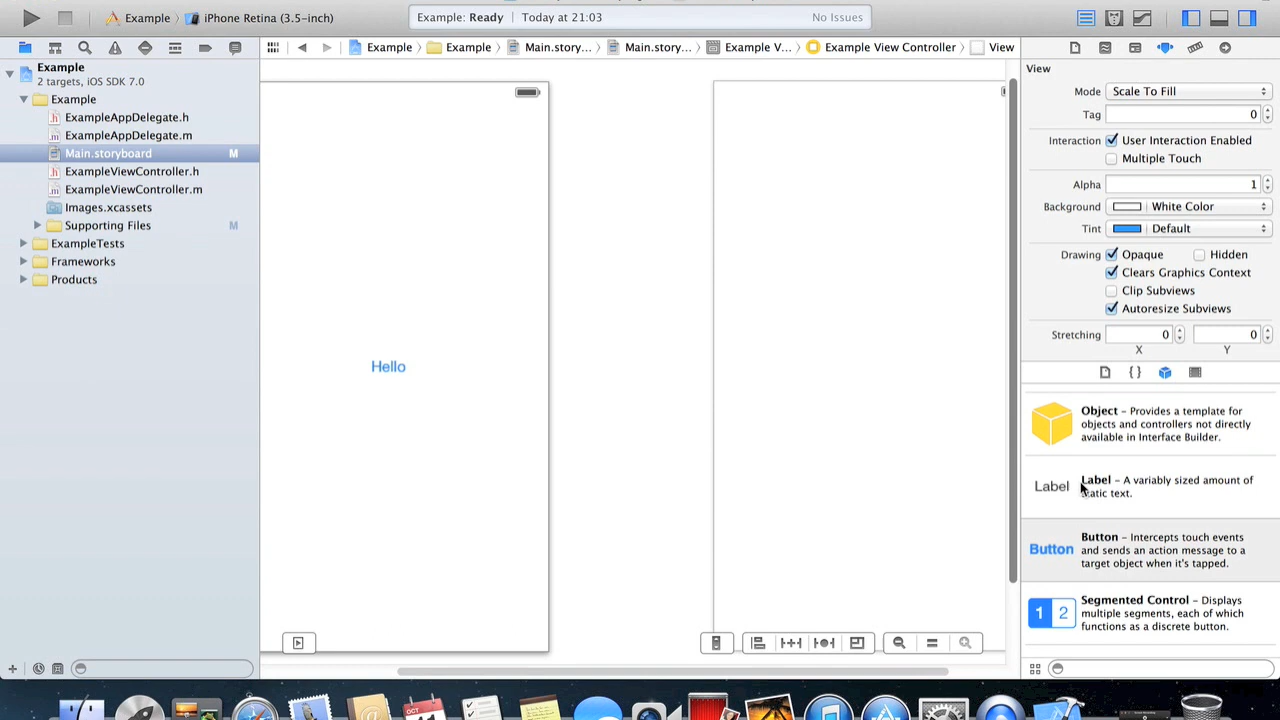 Example
iPhone Retina (3.5-inch)
Example: Ready
Today at 21:03
No Issues
Example
Example
Main.story...
Main.story...
Example V...
Example View Controller
View
Example
2 targets, iOS SDK 7.0
Example
ExampleAppDelegate.h
ExampleAppDelegate.m
Main.storyboard
M
ExampleViewController.h
ExampleViewController.m
Images.xcassets
Supporting Files
M
ExampleTests
Frameworks
Products
Hello
View
Mode
Scale To Fill
Tag
0
Interaction
User Interaction Enabled
Multiple Touch
Alpha
1
Background
White Color
Tint
Default
Drawing
Opaque
Hidden
Clears Graphics Context
Clip Subviews
Autoresize Subviews
Stretching
0
0
X
Y
{ }
Object – Provides a template for
objects and controllers not directly
available in Interface Builder.
Label
Label – A variably sized amount of
static text.
Button
Button – Intercepts touch events
and sends an action message to a
target object when it's tapped.
1 2
Segmented Control – Displays
multiple segments, each of which
functions as a discrete button.